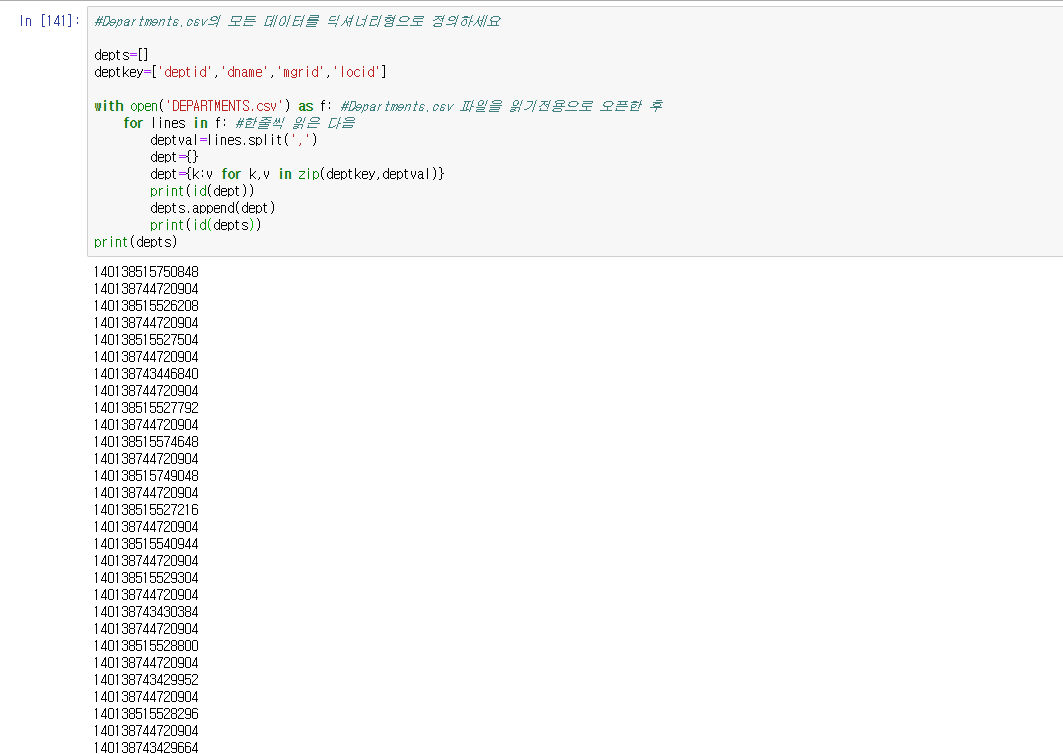 In [141]:
#Departments.csv의 모든 데이터를 딕셔너리형으로 정의하세요
depts=[]
deptkey=['deptid','dname','mgrid','locid']
with open('DEPARTMENTS.csv') as f: #Departments.csv 파일을 읽기전용으로 오픈한 후
for lines in f: #한줄씩 읽은 다음
deptval=lines.split(',')
dept={}
dept={k:v for k,v in zip(deptkey,deptval)}
print(id(dept))
depts.append(dept)
print(id(depts))
print(depts)
140138515750848
140138744720904
140138515526208
140138744720904
140138515527504
140138744720904
140138743446840
140138744720904
140138515527792
140138744720904
140138515574648
140138744720904
140138515749048
140138744720904
140138515527216
140138744720904
140138515540944
140138744720904
140138515529304
140138744720904
140138743430384
140138744720904
140138515528800
140138744720904
140138743429952
140138744720904
140138515528296
140138744720904
140138743429664